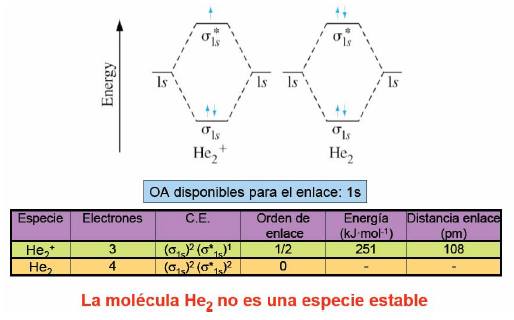 Energy
σ*1s σ*1s
1s 1s 1s 1s
σ1s σ1s
He2+ He2
OA disponibles para el enlace: 1s
Especie Electrones C.E. Orden de enlace Energía (kJ·mol-1) Distancia enlace (pm)
He2+ 3 (σ1s)2 (σ*1s)1 1/2 251 108
He2 4 (σ1s)2 (σ*1s)2 0 - -
La molécula He2 no es una especie estable